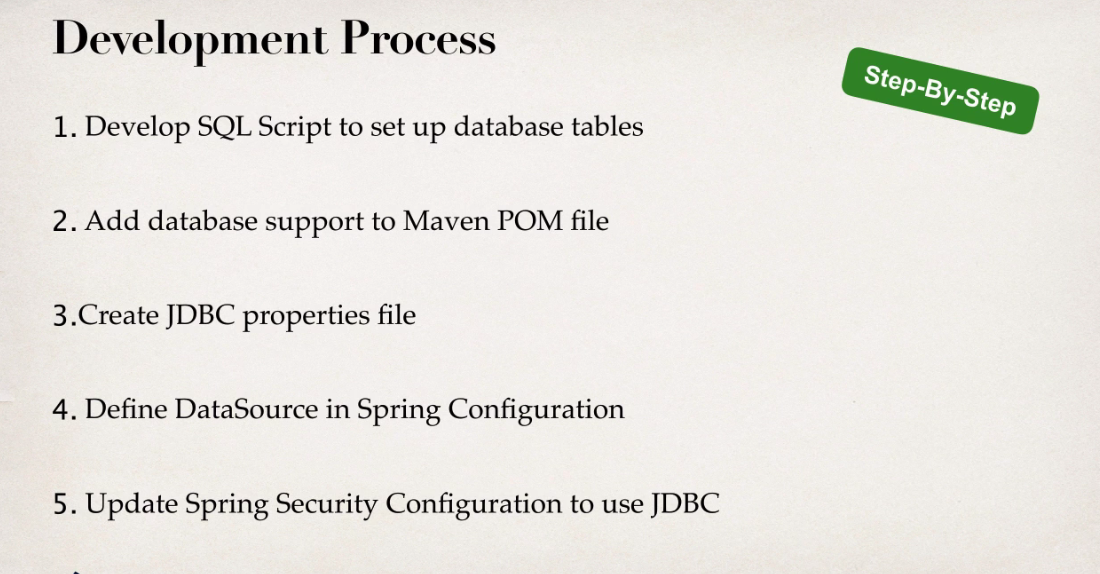 Development Process
Step-By-Step
1. Develop SQL Script to set up database tables
2. Add database support to Maven POM file
3.Create JDBC properties file
4. Define DataSource in Spring Configuration
5. Update Spring Security Configuration to use JDBC